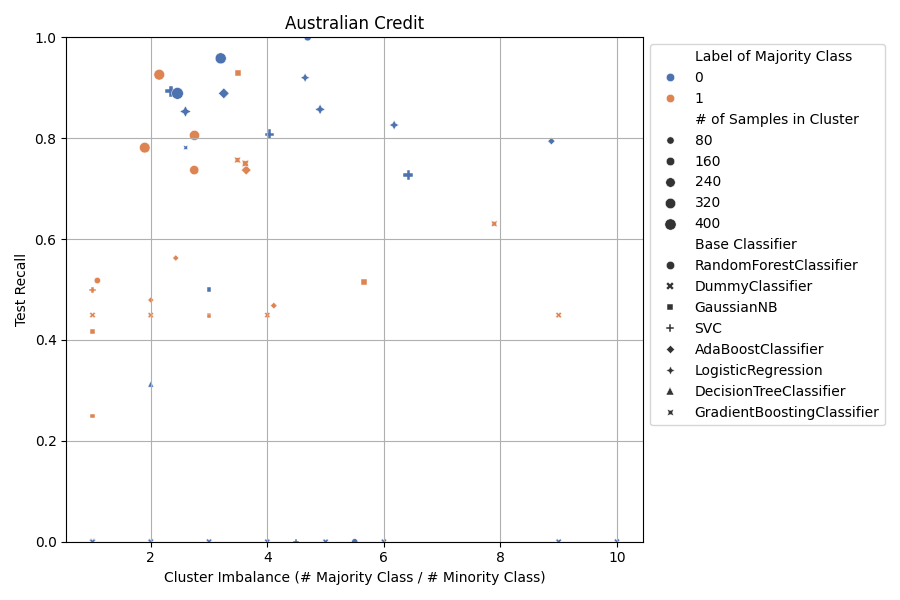 Australian Credit
1.0
0.8
0.6
0.4
0.2
0.0
Test Recall
2
4
6
8
10
Cluster Imbalance (# Majority Class / # Minority Class)
Label of Majority Class
0
1
# of Samples in Cluster
80
160
240
320
400
Base Classifier
RandomForestClassifier
DummyClassifier
GaussianNB
SVC
AdaBoostClassifier
LogisticRegression
DecisionTreeClassifier
GradientBoostingClassifier